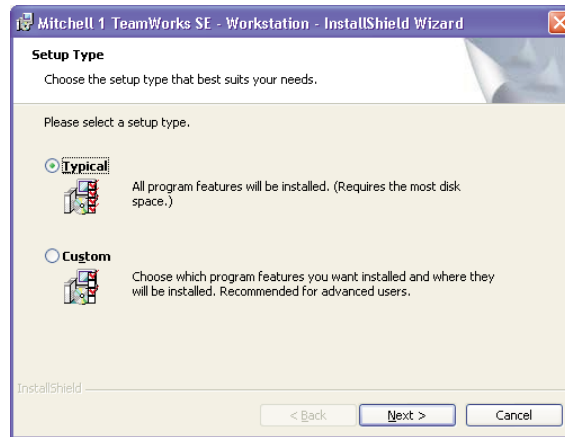 Mitchell 1 TeamWorks SE - Workstation - InstallShield Wizard
Setup Type
Choose the setup type that best suits your needs.
Please select a setup type.
Typical
All program features will be installed. (Requires the most disk
space.)
Custom
Choose which program features you want installed and where they
will be installed. Recommended for advanced users.
InstallShield
< Back Next > Cancel